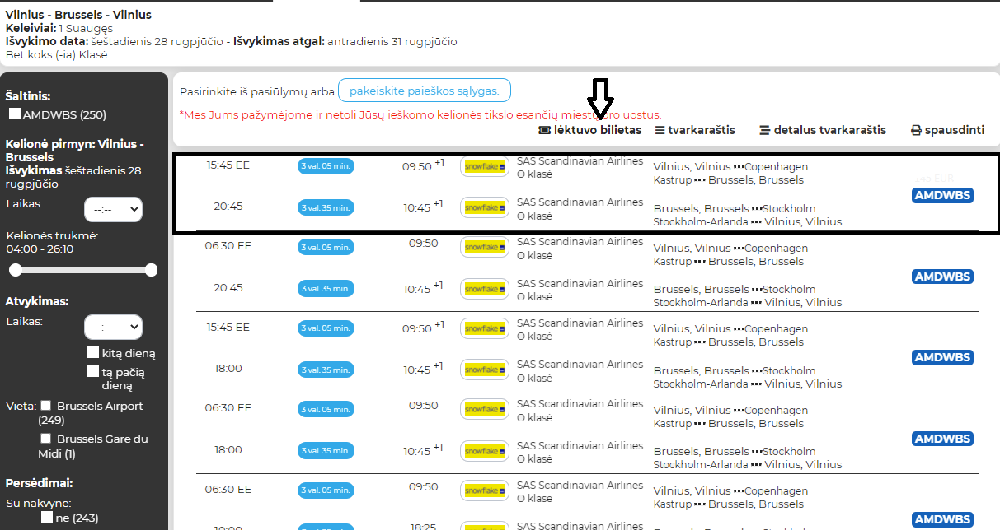 Vilnius - Brussels - Vilnius
Keleiviai: 1 Suaugęs
Išvykimo data: šeštadienis 28 rugpjūčio - Išvykimas atgal: antradienis 31 rugpjūčio
Bet koks (-ia) Klasė
Šaltinis:
AMDWBS (250)
Kelionė pirmyn: Vilnius -
Brussels
Išvykimas šeštadienis 28
rugpjūčio
Laikas:
--:--
Kelionės trukmė:
04:00 - 26:10
Atvykimas:
Laikas:
--:--
kitą dieną
tą pačią
dieną
Vieta: Brussels Airport
(249)
Brussels Gare du
Midi (1)
Persėdimai:
Su nakvyne:
ne (243)
Pasirinkite iš pasiūlymų arba pakeiskite paieškos sąlygas.
*Mes Jums pažymėjome ir netoli Jūsų ieškomo kelionės tikslo esančių miestų oro uostus.
lėktuvo bilietas tvarkaraštis detalus tvarkaraštis spausdinti
15:45 EE 3 val. 05 min. 09:50 +1 snowflake SAS Scandinavian Airlines
O klasė
Vilnius, Vilnius •••Copenhagen
Kastrup ••• Brussels, Brussels
145 EUR
AMDWBS
20:45 3 val. 35 min. 10:45 +1 snowflake SAS Scandinavian Airlines
O klasė
Brussels, Brussels •••Stockholm
Stockholm-Arlanda ••• Vilnius, Vilnius
06:30 EE 3 val. 05 min. 09:50 snowflake SAS Scandinavian Airlines
O klasė
Vilnius, Vilnius •••Copenhagen
Kastrup ••• Brussels, Brussels
AMDWBS
20:45 3 val. 35 min. 10:45 +1 snowflake SAS Scandinavian Airlines
O klasė
Brussels, Brussels •••Stockholm
Stockholm-Arlanda ••• Vilnius, Vilnius
15:45 EE 3 val. 05 min. 09:50 +1 snowflake SAS Scandinavian Airlines
O klasė
Vilnius, Vilnius •••Copenhagen
Kastrup ••• Brussels, Brussels
AMDWBS
18:00 3 val. 35 min. 10:45 +1 snowflake SAS Scandinavian Airlines
O klasė
Brussels, Brussels •••Stockholm
Stockholm-Arlanda ••• Vilnius, Vilnius
06:30 EE 3 val. 05 min. 09:50 snowflake SAS Scandinavian Airlines
O klasė
Vilnius, Vilnius •••Copenhagen
Kastrup ••• Brussels, Brussels
AMDWBS
18:00 3 val. 35 min. 10:45 +1 snowflake SAS Scandinavian Airlines
O klasė
Brussels, Brussels •••Stockholm
Stockholm-Arlanda ••• Vilnius, Vilnius
06:30 EE 3 val. 05 min. 09:50 snowflake SAS Scandinavian Airlines
O klasė
Vilnius, Vilnius •••Copenhagen
Kastrup ••• Brussels, Brussels
AMDWBS
18:25 SAS Scandinavian Airlines